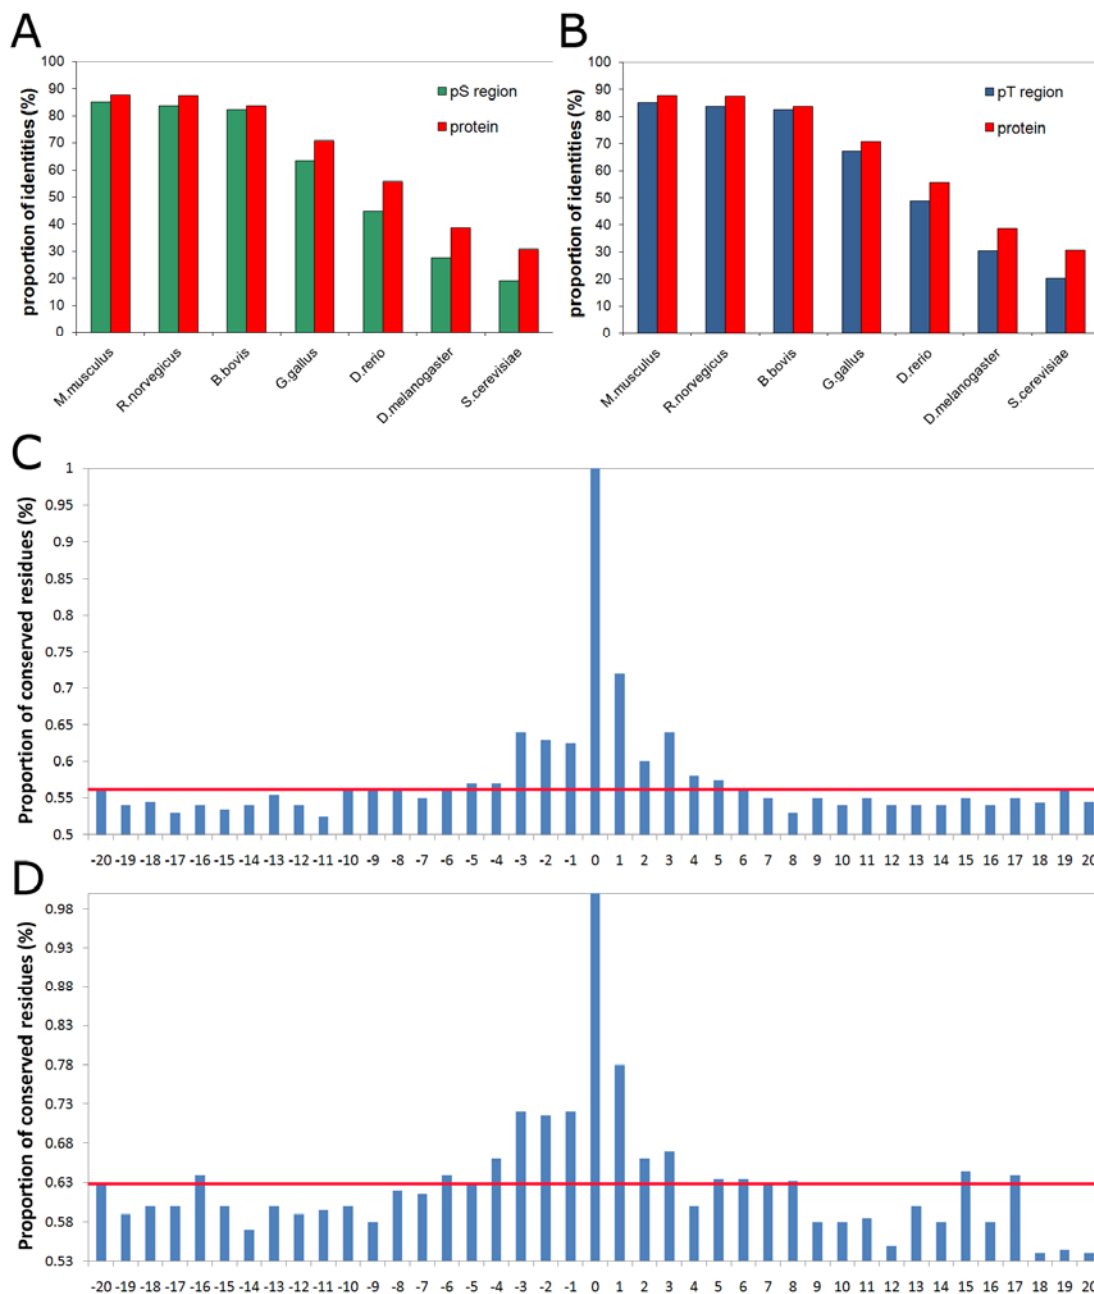 A
B
proportion of identities (%)
100
90
80
70
60
50
40
30
20
10
0
pS region
protein
M.musculus
R.norvegicus
B.bovis
G.gallus
D.rerio
D.melanogaster
S.cerevisiae
proportion of identities (%)
100
90
80
70
60
50
40
30
20
10
0
pT region
protein
M.musculus
R.norvegicus
B.bovis
G.gallus
D.rerio
D.melanogaster
S.cerevisiae
C
Proportion of conserved residues (%)
1
0.95
0.9
0.85
0.8
0.75
0.7
0.65
0.6
0.55
0.5
-20 -19 -18 -17 -16 -15 -14 -13 -12 -11 -10 -9 -8 -7 -6 -5 -4 -3 -2 -1 0 1 2 3 4 5 6 7 8 9 10 11 12 13 14 15 16 17 18 19 20
D
Proportion of conserved residues (%)
0.98
0.93
0.88
0.83
0.78
0.73
0.68
0.63
0.58
0.53
-20 -19 -18 -17 -16 -15 -14 -13 -12 -11 -10 -9 -8 -7 -6 -5 -4 -3 -2 -1 0 1 2 3 4 5 6 7 8 9 10 11 12 13 14 15 16 17 18 19 20